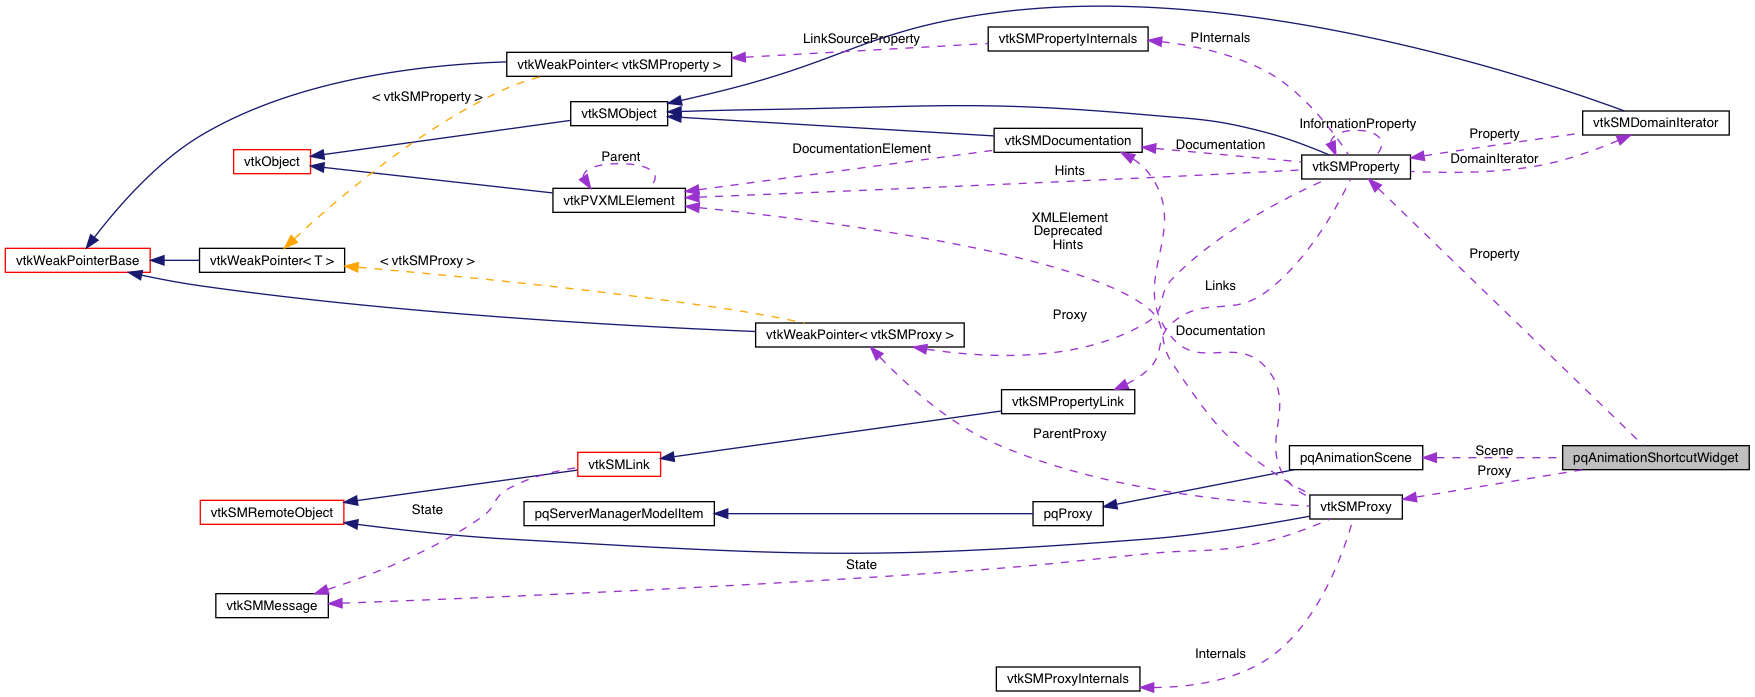 LinkSourceProperty
vtkSMPropertyInternals
PInternals
vtkWeakPointer< vtkSMProperty >
< vtkSMProperty >
vtkSMObject
InformationProperty
vtkSMDomainIterator
Property
vtkSMDocumentation
Documentation
DocumentationElement
DomainIterator
vtkObject
Parent
Hints
vtkSMProperty
vtkPVXMLElement
XMLElement
Deprecated
Hints
vtkWeakPointerBase
vtkWeakPointer< T >
< vtkSMProxy >
Property
Links
Proxy
Documentation
vtkWeakPointer< vtkSMProxy >
vtkSMPropertyLink
ParentProxy
vtkSMLink
pqAnimationScene
Scene
pqAnimationShortcutWidget
Proxy
vtkSMRemoteObject
State
pqServerManagerModelItem
pqProxy
vtkSMProxy
State
vtkSMMessage
Internals
vtkSMProxyInternals